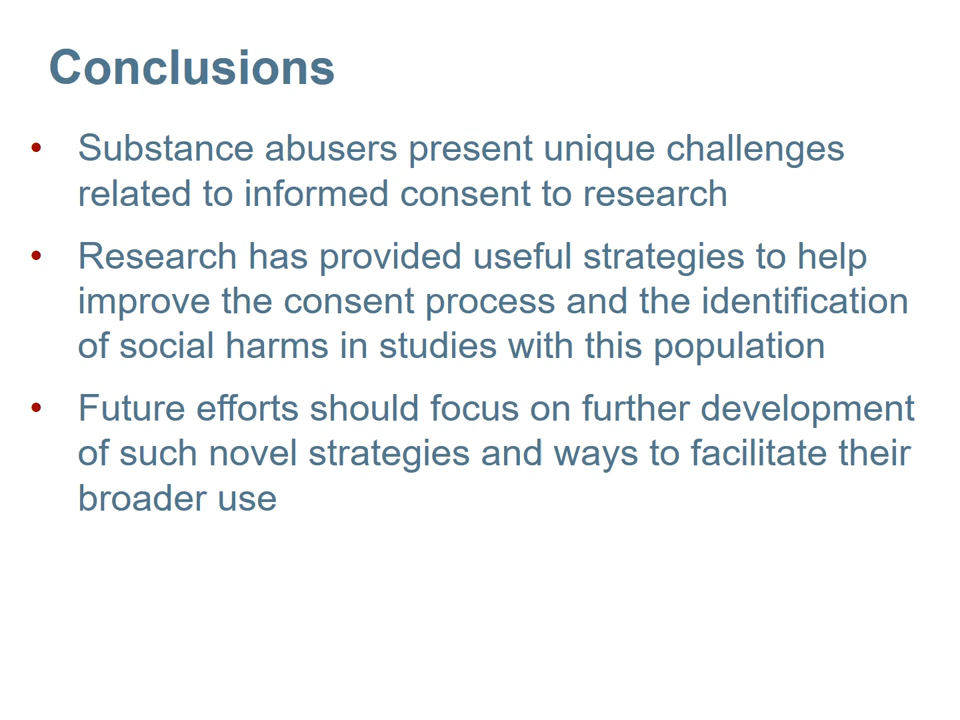 Conclusions
• Substance abusers present unique challenges
related to informed consent to research
• Research has provided useful strategies to help
improve the consent process and the identification
of social harms in studies with this population
• Future efforts should focus on further development
of such novel strategies and ways to facilitate their
broader use